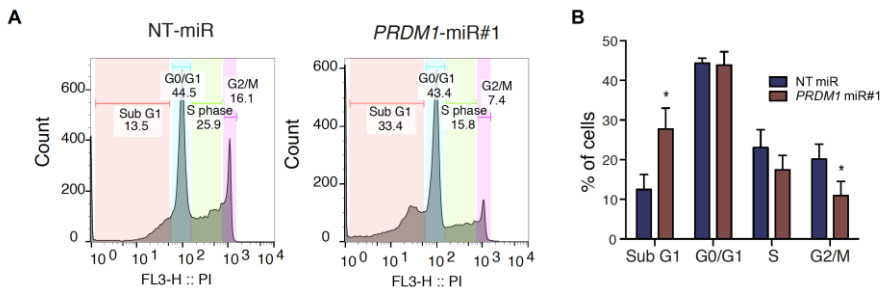 A
NT-miR
Count
600
400
200
0
10^0 10^1 10^2 10^3 10^4
FL3-H :: PI
Sub G1
13.5
G0/G1
44.5
S phase
25.9
G2/M
16.1
PRDM1-miR#1
Count
600
400
200
0
10^0 10^1 10^2 10^3 10^4
FL3-H :: PI
Sub G1
33.4
G0/G1
43.4
S phase
15.8
G2/M
7.4
B
% of cells
50
40
30
20
10
0
NT miR
PRDM1 miR#1
*
*
Sub G1 G0/G1 S G2/M